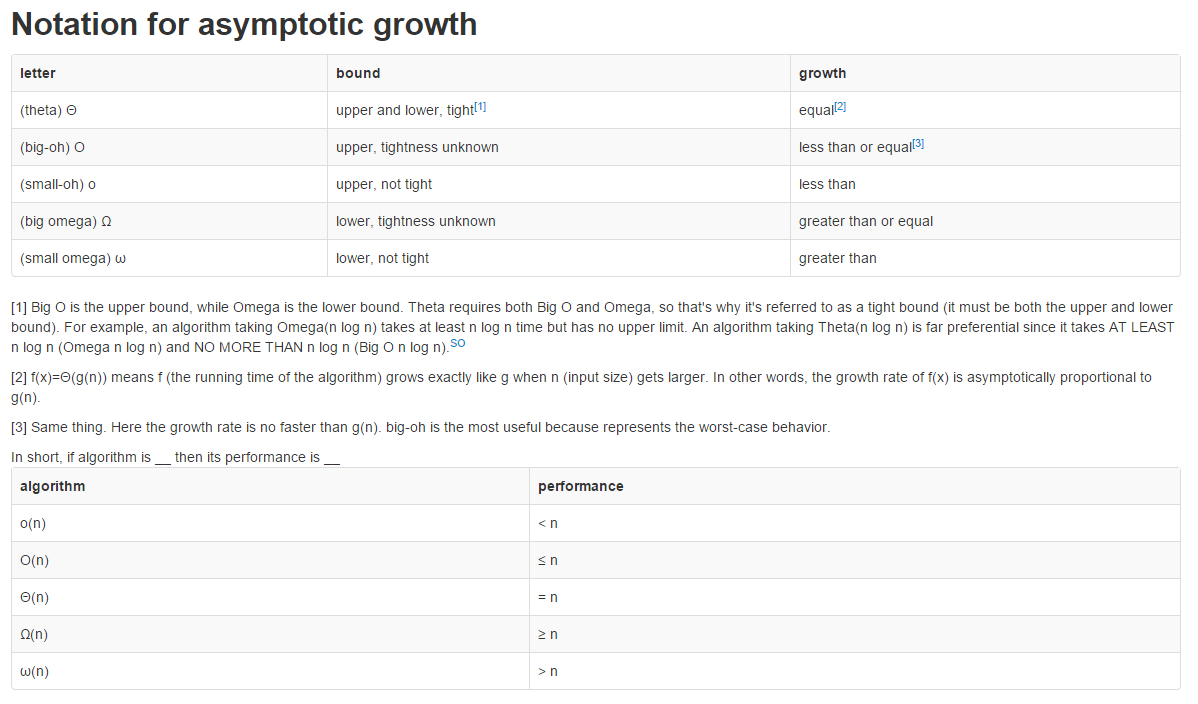 Notation for asymptotic growth
letter bound growth
(theta) Θ upper and lower, tight[1] equal[2]
(big-oh) O upper, tightness unknown less than or equal[3]
(small-oh) o upper, not tight less than
(big omega) Ω lower, tightness unknown greater than or equal
(small omega) ω lower, not tight greater than
[1] Big O is the upper bound, while Omega is the lower bound. Theta requires both Big O and Omega, so that's why it's referred to as a tight bound (it must be both the upper and lower
bound). For example, an algorithm taking Omega(n log n) takes at least n log n time but has no upper limit. An algorithm taking Theta(n log n) is far preferential since it takes AT LEAST
n log n (Omega n log n) and NO MORE THAN n log n (Big O n log n).SO
[2] f(x)=Θ(g(n)) means f (the running time of the algorithm) grows exactly like g when n (input size) gets larger. In other words, the growth rate of f(x) is asymptotically proportional to
g(n).
[3] Same thing. Here the growth rate is no faster than g(n). big-oh is the most useful because represents the worst-case behavior.
In short, if algorithm is __ then its performance is __
algorithm performance
o(n) < n
O(n) ≤ n
Θ(n) = n
Ω(n) ≥ n
ω(n) > n